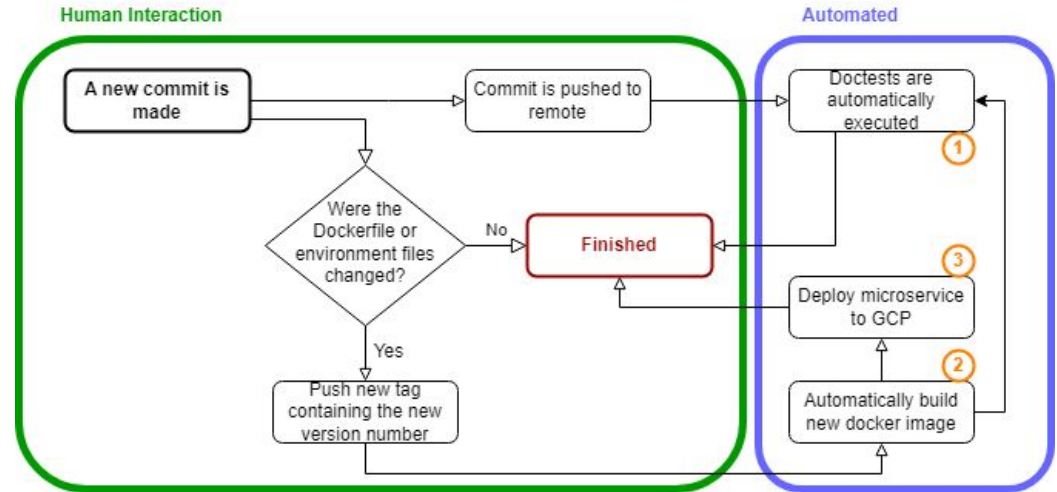 Human Interaction
Automated
A new commit is
made
Commit is pushed to
remote
Doctests are
automatically
executed
1
Were the
Dockerfile or
environment files
changed?
No
Finished
3
Deploy microservice
to GCP
Yes
2
Push new tag
containing the new
version number
Automatically build
new docker image